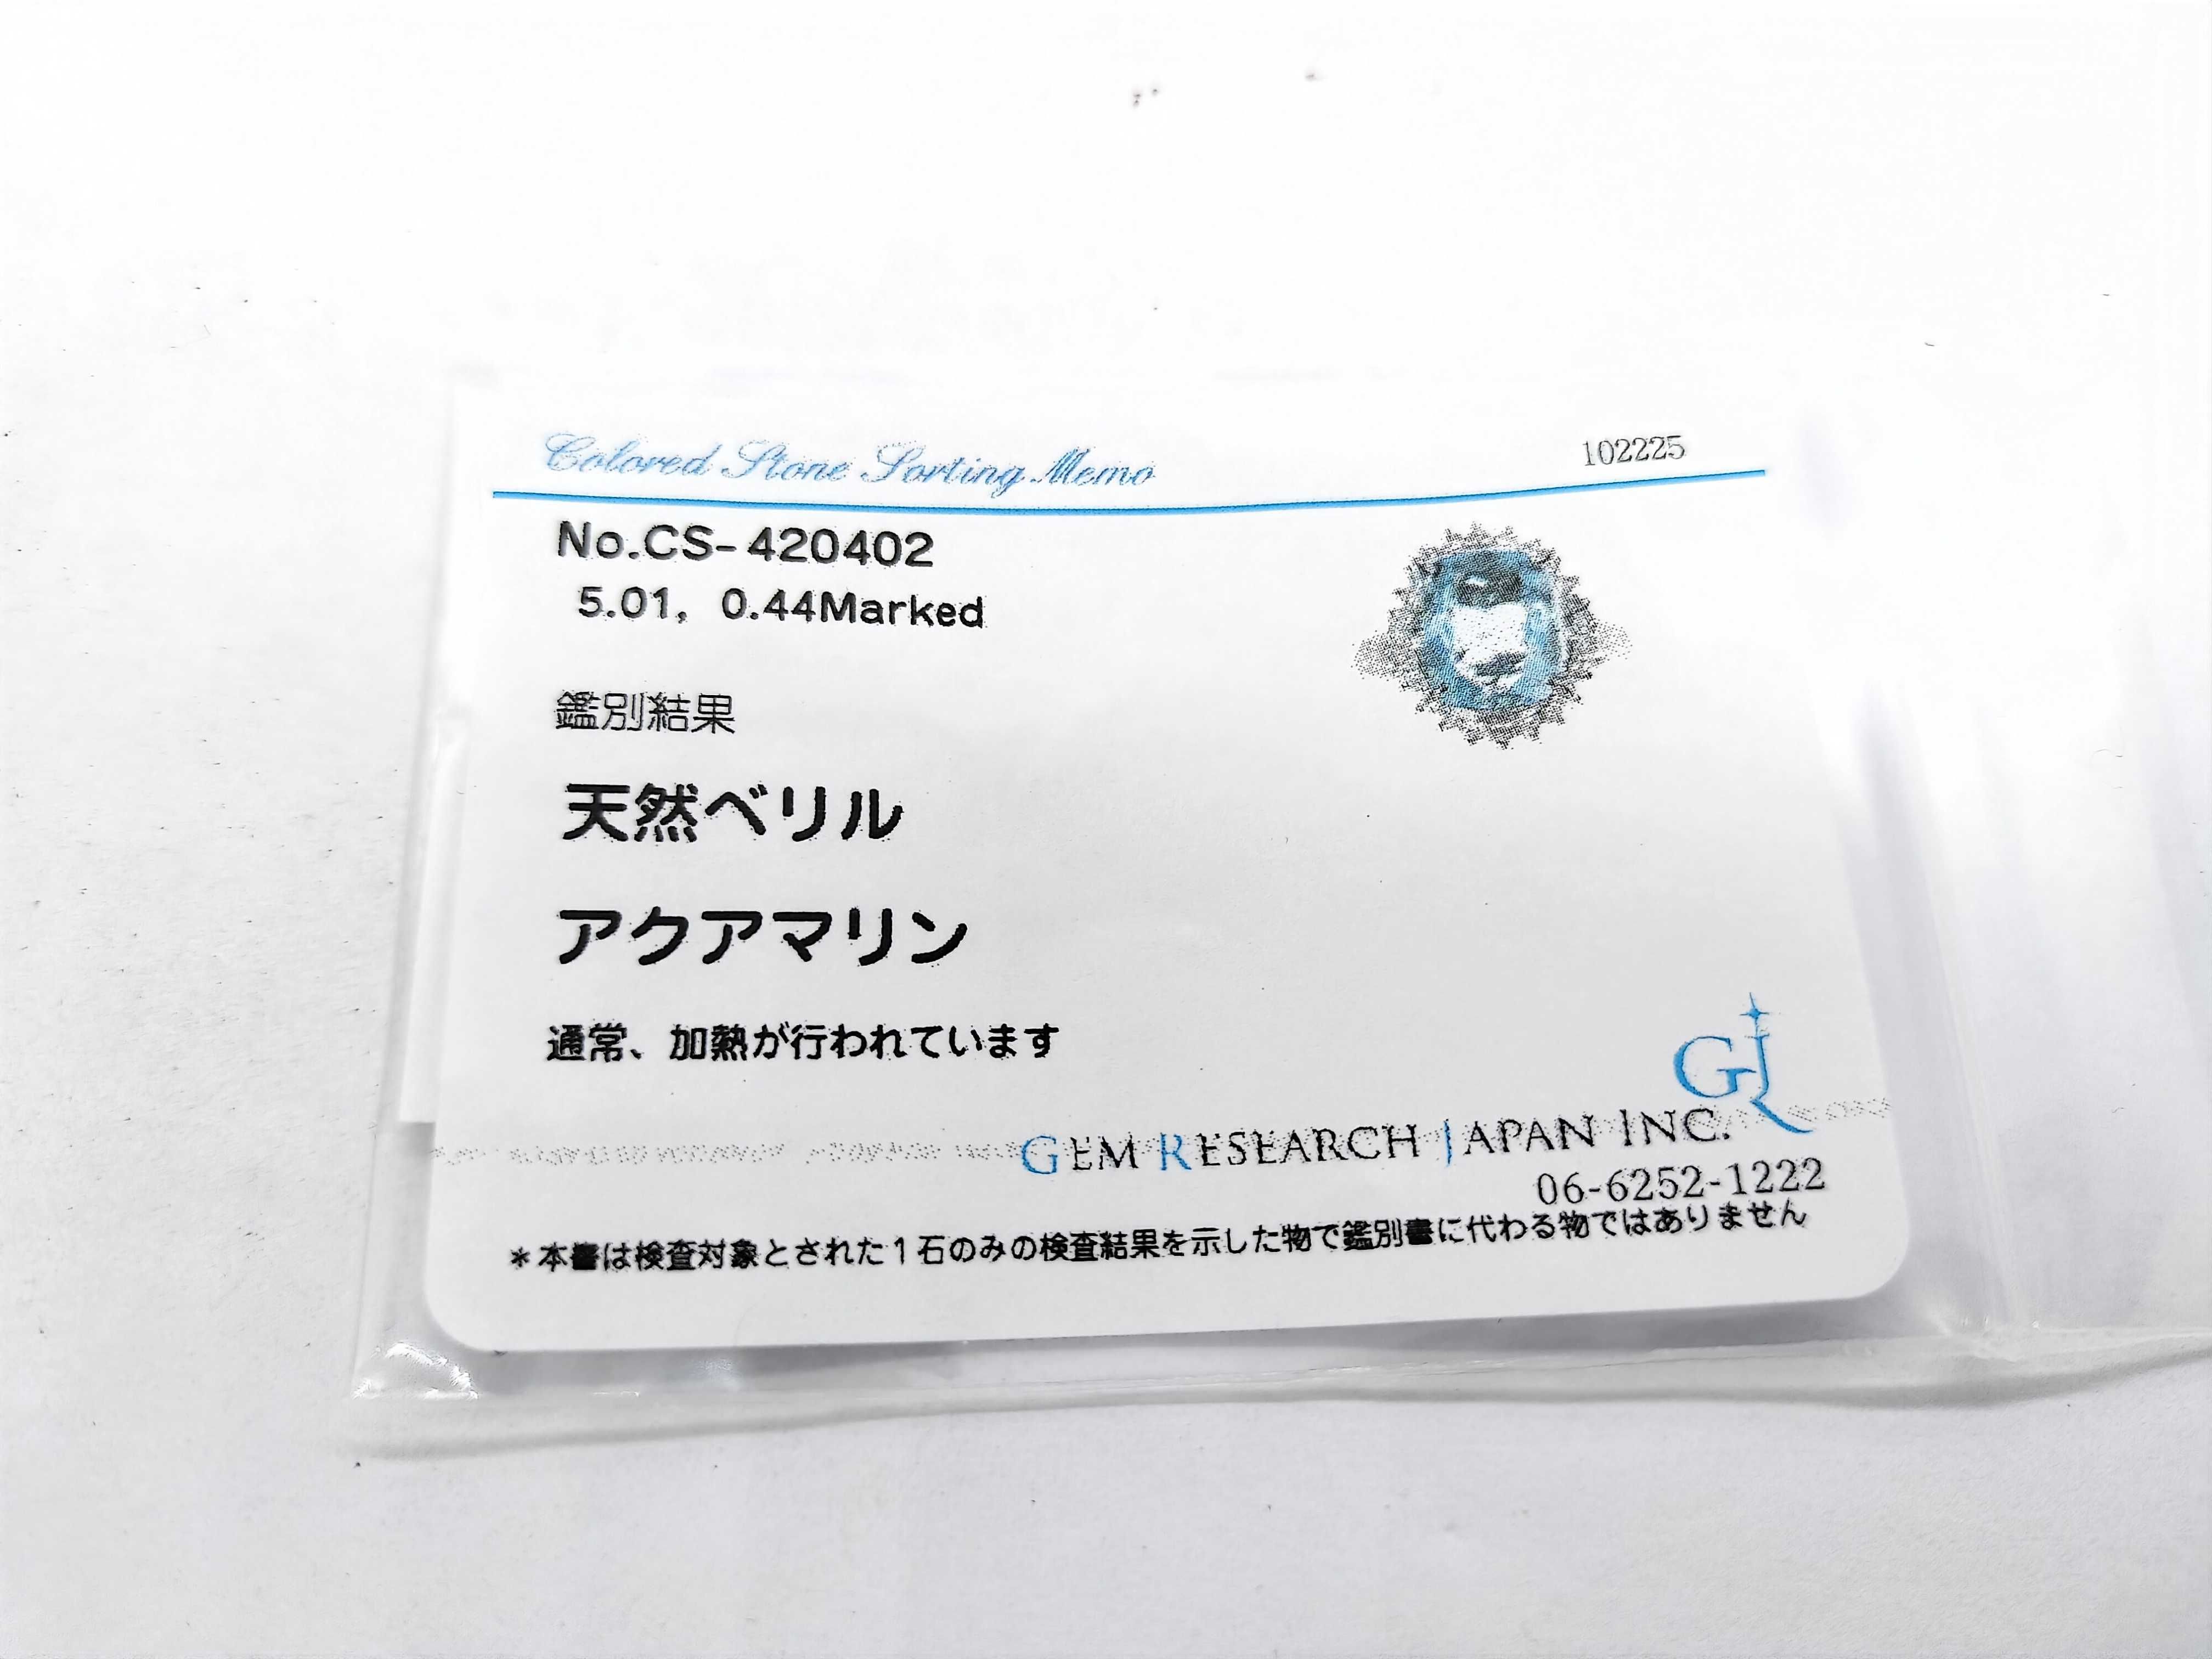 Colored Stone Sorting Memo 102225
No.CS-420402
5.01, 0.44Marked
鑑別結果
天然ベリル
アクアマリン
通常、加熱が行われています
GJR
GEM RESEARCH JAPAN INC.
06-6252-1222
＊本書は検査対象とされた1石のみの検査結果を示した物で鑑別書に代わる物ではありません